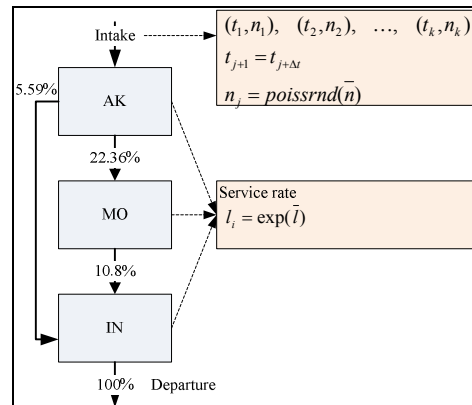 Intake
(t₁,n₁), (t₂,n₂), …, (tₖ,nₖ)
tⱼ₊₁ = tⱼ₊Δₜ
nⱼ = poissrnd(n̄)
5.59%
AK
22.36%
MO
Service rate
lᵢ = exp(l̄)
10.8%
IN
100% Departure